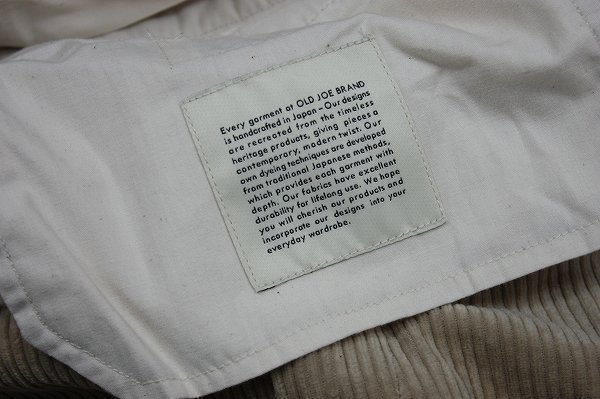 Every garment at OLD JOE BRAND
is handcrafted in Japan – Our designs
are recreated from the timeless
heritage products, giving pieces a
contemporary, modern twist. Our
own dyeing techniques are developed
from traditional Japanese methods,
which provides each garment with
depth. Our fabrics have excellent
durability for lifelong use. We hope
you will cherish our products and
incorporate our designs into your
everyday wardrobe.